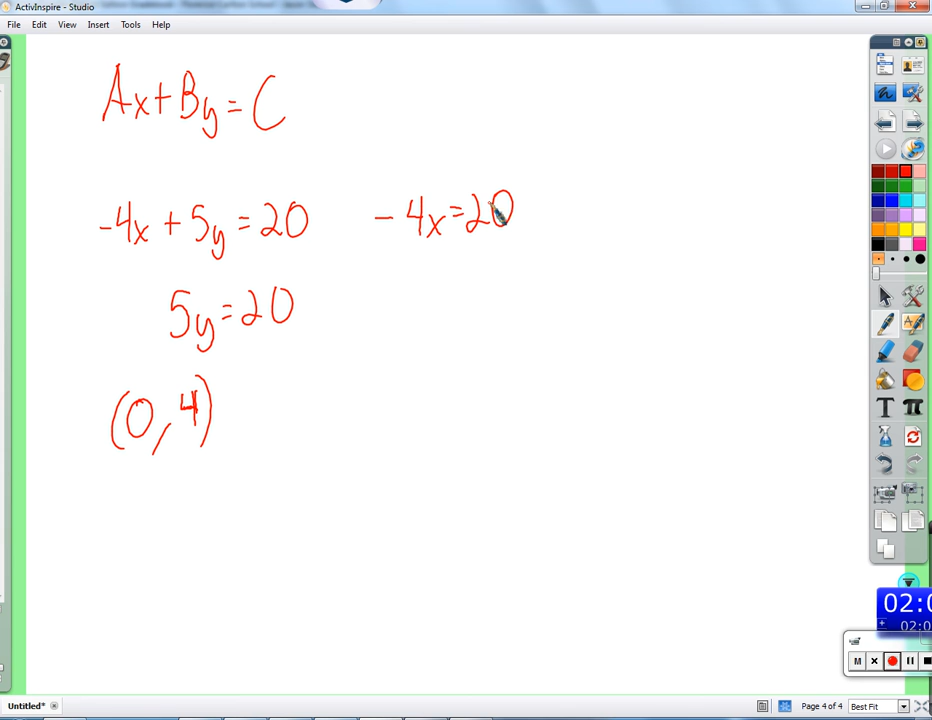 ActivInspire - Studio
File Edit View Insert Tools Help
Ax+By=C
-4x + 5y = 20
-4x=20
5y=20
(0,4)
02:0
02:0
M
Untitled*
Page 4 of 4
Best Fit